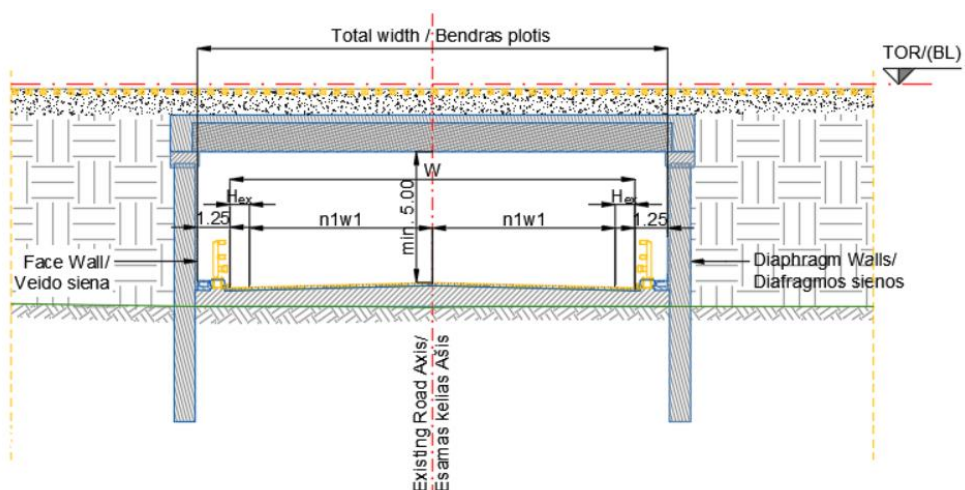 Total width / Bendras plotis
TOR/(BL)
W
Hex
Hex
1.25
n1w1
min. 5.00
n1w1
1.25
Face Wall/
Veido siena
Diaphragm Walls/
Diafragmos sienos
Existing Road Axis/
Esamas kelias Ašis